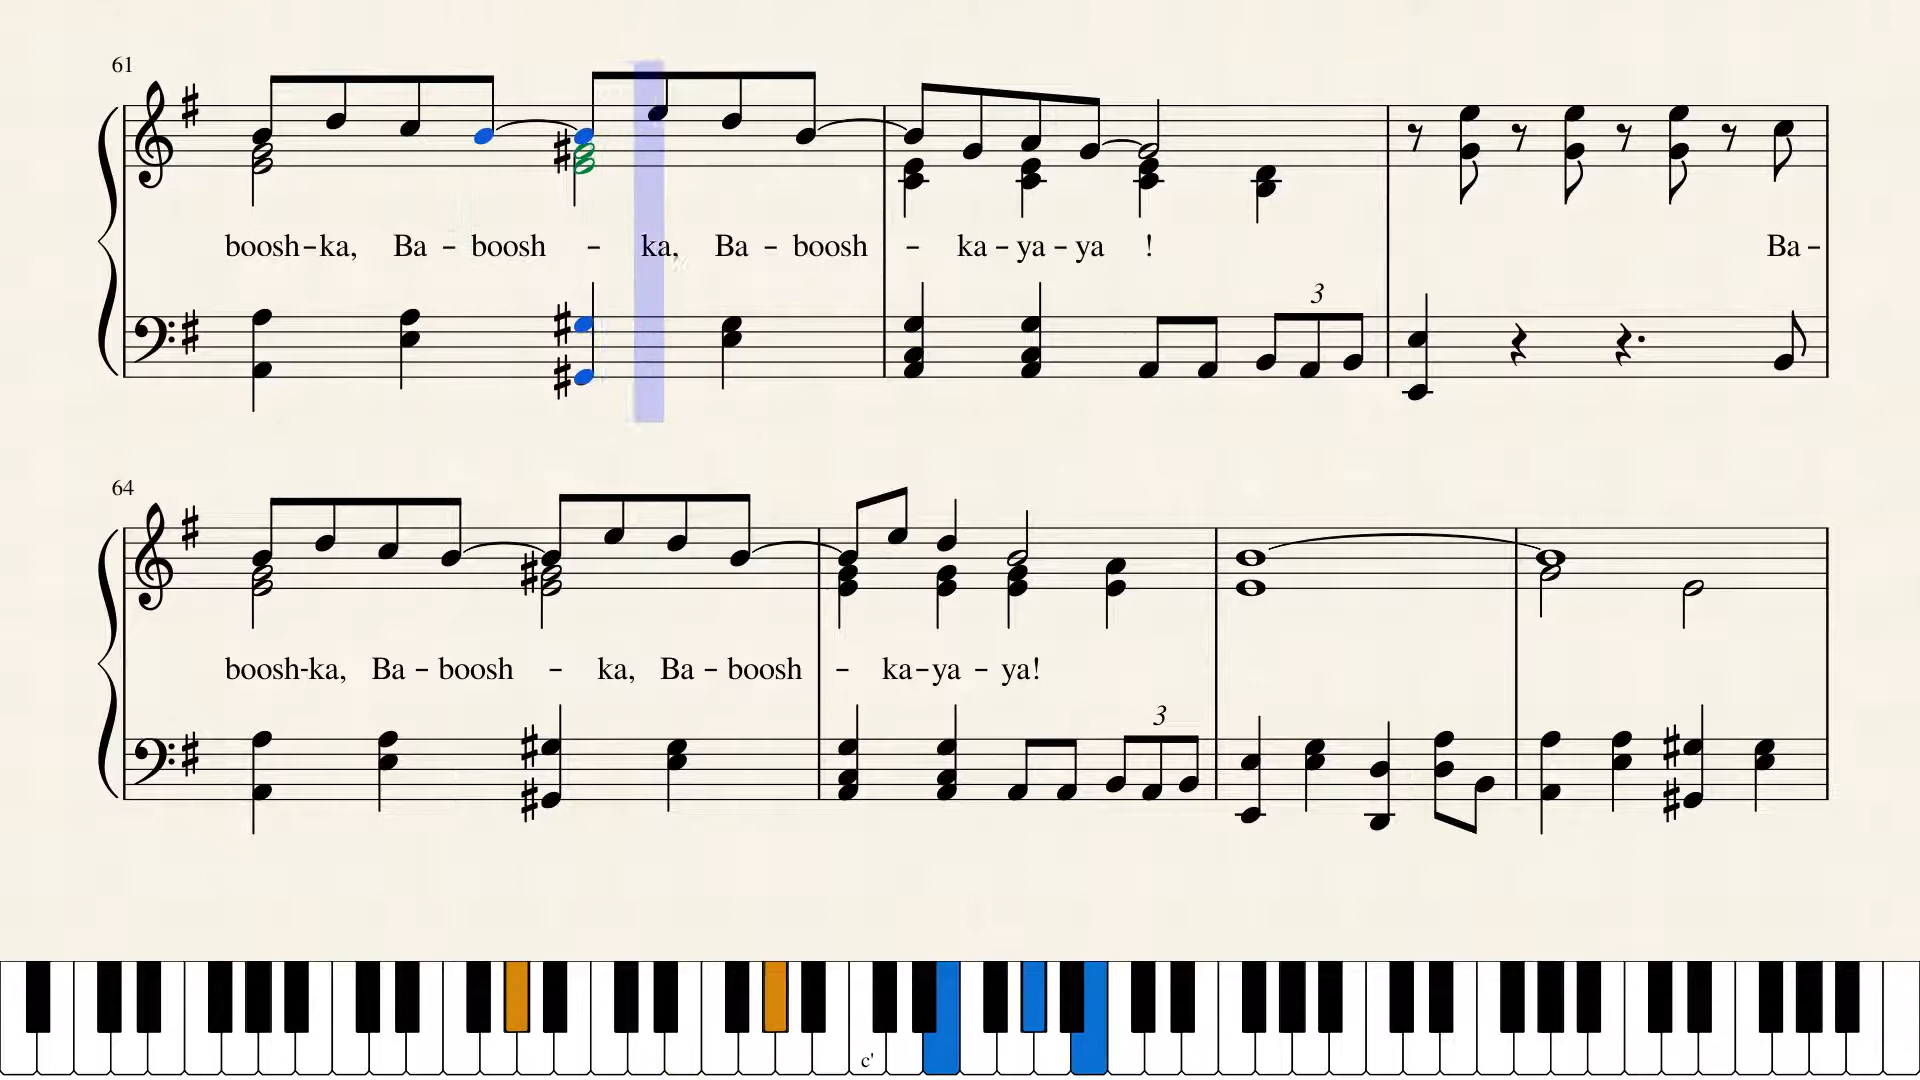 61
boosh-ka, Ba - boosh - ka, Ba - boosh - ka-ya-ya ! Ba-
3
64
boosh-ka, Ba - boosh - ka, Ba - boosh - ka-ya - ya!
3
c'